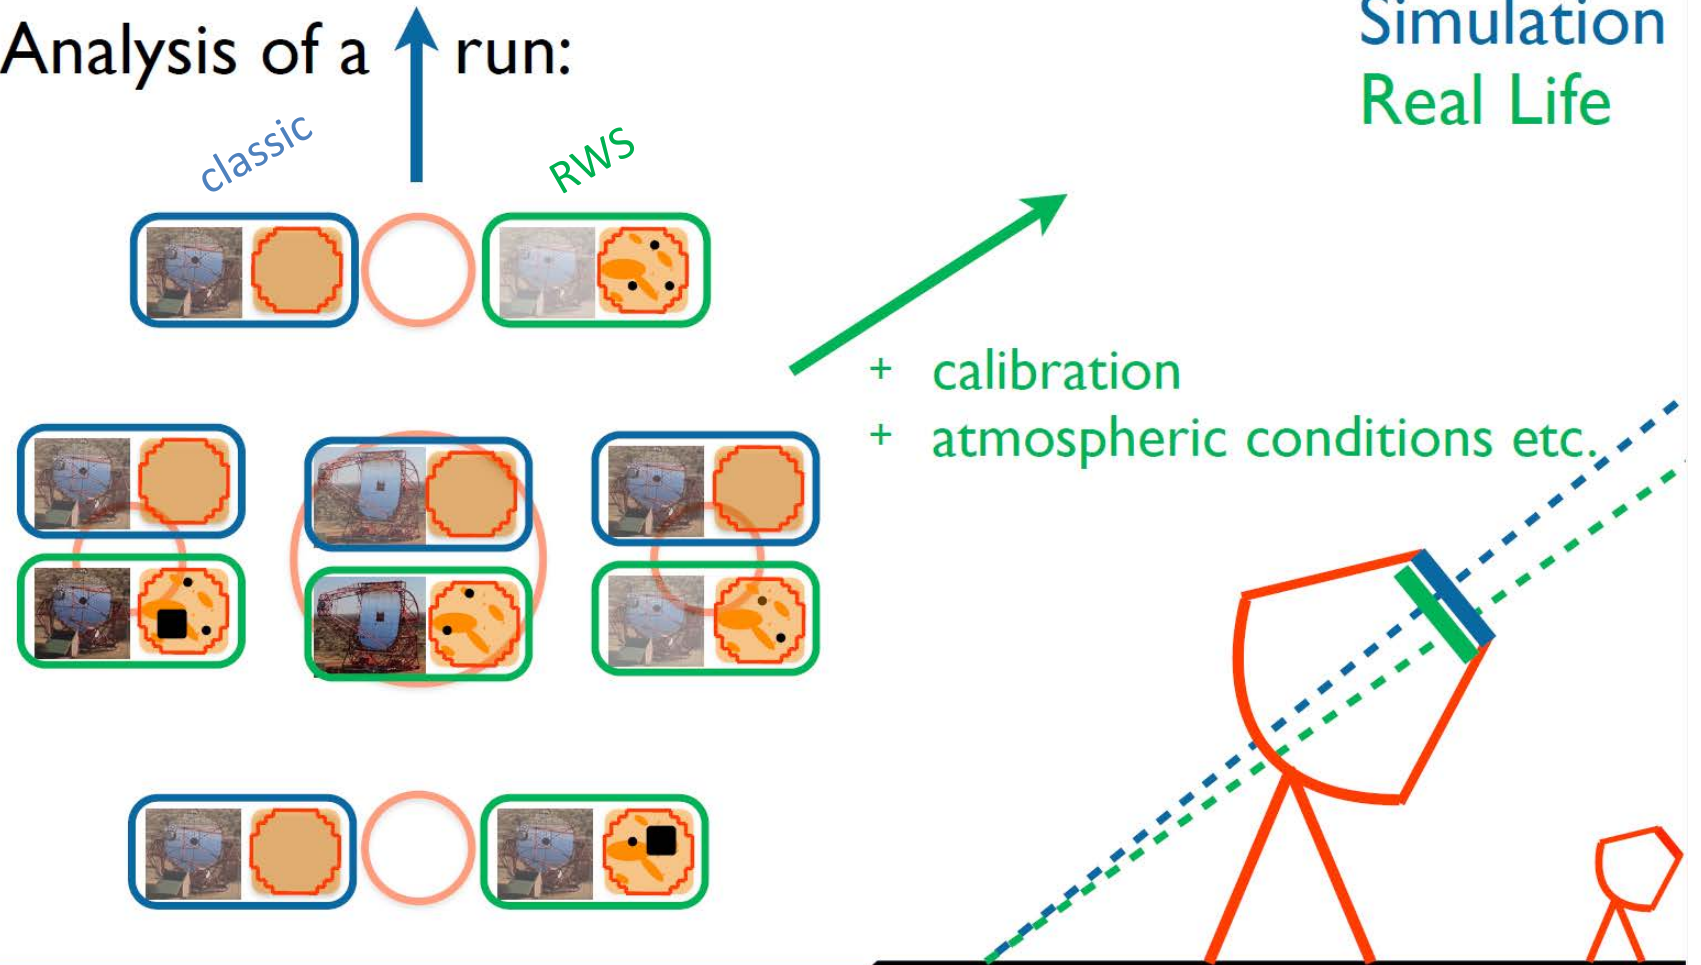 Analysis of a run:
Simulation
Real Life
classic
RWS
+ calibration
+ atmospheric conditions etc.